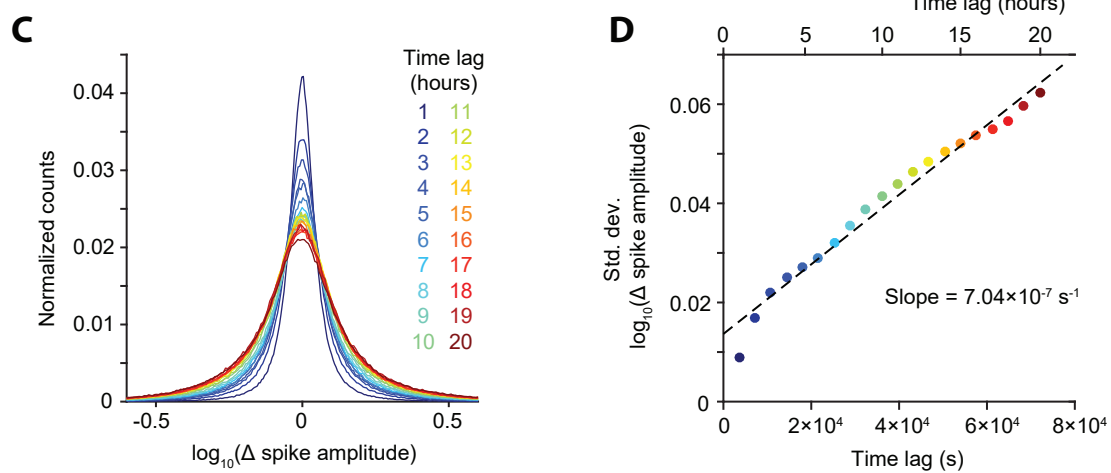 C
Time lag
(hours)
1 11
2 12
3 13
4 14
5 15
6 16
7 17
8 18
9 19
10 20
Normalized counts
0.04
0.03
0.02
0.01
0
-0.5 0 0.5
log₁₀(Δ spike amplitude)
D
Time lag (hours)
0 5 10 15 20
Std. dev.
log₁₀(Δ spike amplitude)
0.06
0.04
0.02
0
Slope = 7.04×10⁻⁷ s⁻¹
0 2×10⁴ 4×10⁴ 6×10⁴ 8×10⁴
Time lag (s)